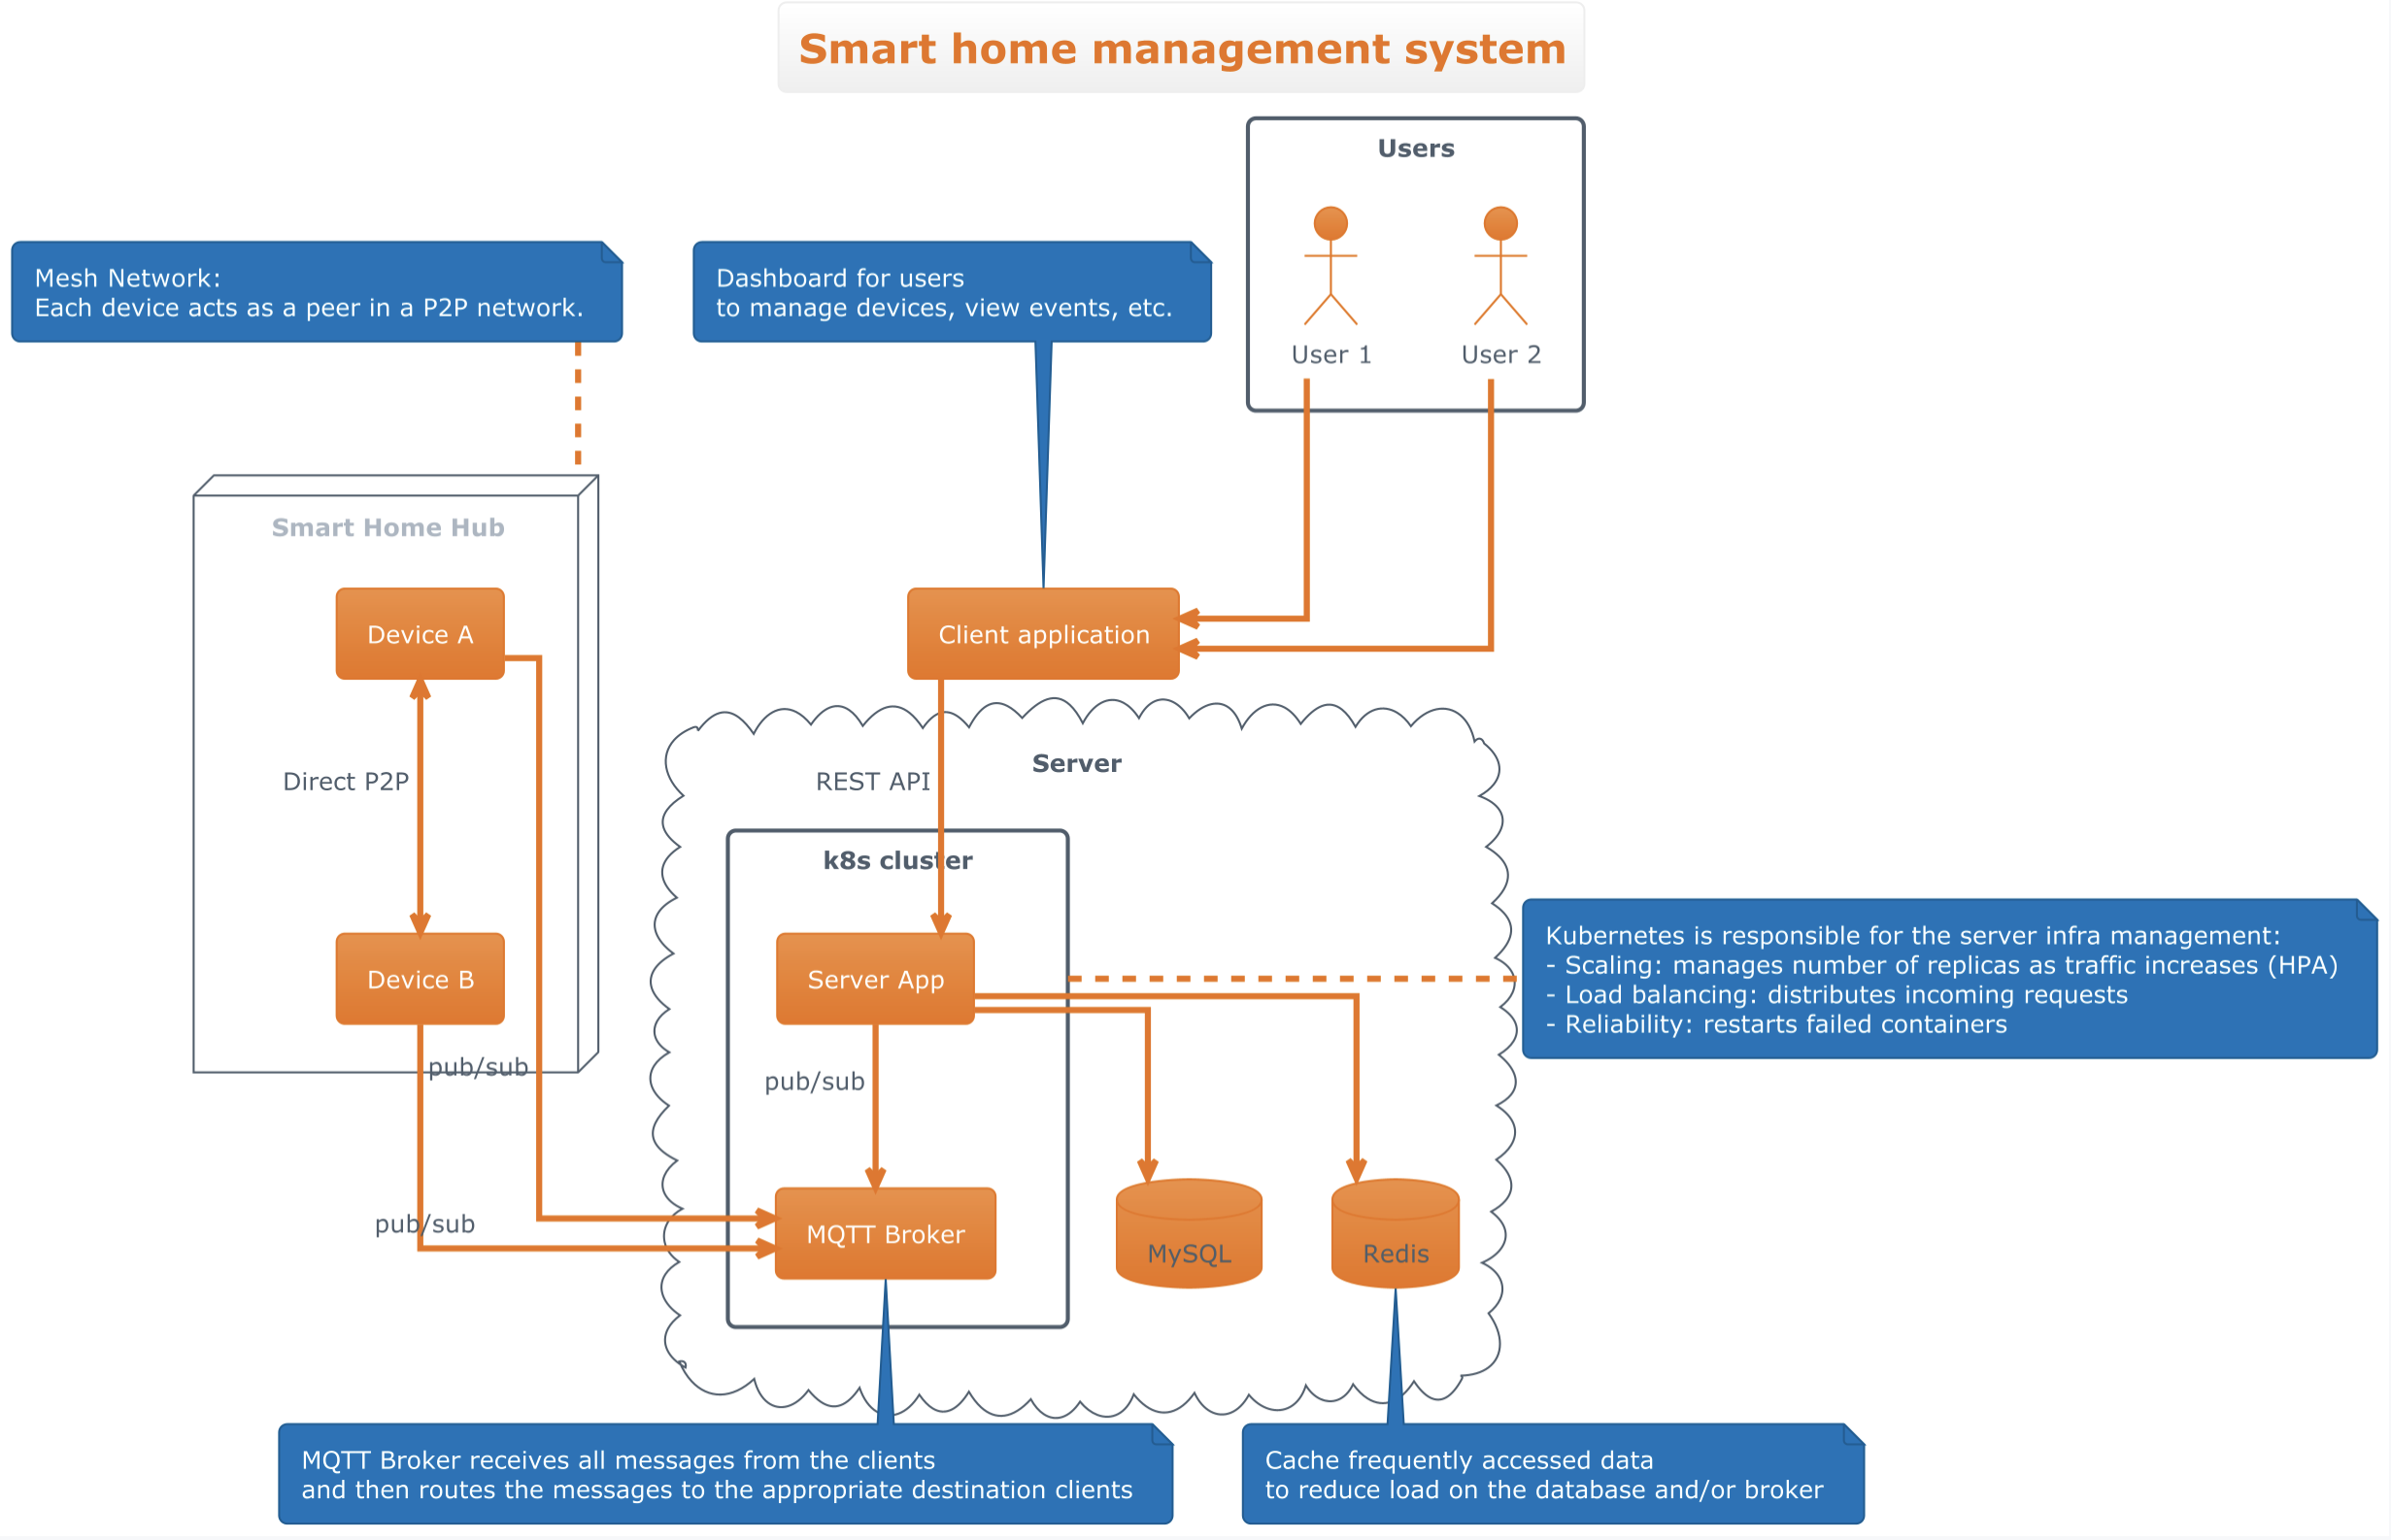 Smart home management system
Users
User 1
User 2
Mesh Network:
Each device acts as a peer in a P2P network.
Dashboard for users
to manage devices, view events, etc.
Smart Home Hub
Device A
Client application
Direct P2P
REST API
Server
k8s cluster
Device B
Server App
Kubernetes is responsible for the server infra management:
- Scaling: manages number of replicas as traffic increases (HPA)
- Load balancing: distributes incoming requests
- Reliability: restarts failed containers
pub/sub
pub/sub
pub/sub
MQTT Broker
MySQL
Redis
MQTT Broker receives all messages from the clients
and then routes the messages to the appropriate destination clients
Cache frequently accessed data
to reduce load on the database and/or broker